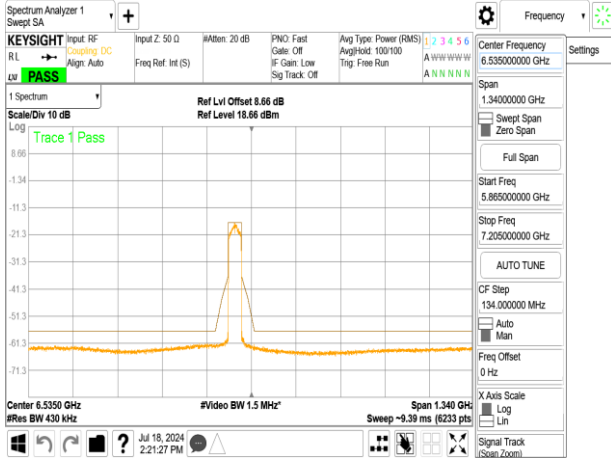 Spectrum Analyzer 1
Swept SA
Frequency
Settings
KEYSIGHT
RL
PASS
Input: RF
Coupling: DC
Align: Auto
Input Z: 50 Ω
Freq Ref: Int (S)
#Atten: 20 dB
PNO: Fast
Gate: Off
IF Gain: Low
Sig Track: Off
Avg Type: Power (RMS)
Avg|Hold: 100/100
Trig: Free Run
1 2 3 4 5 6
A W W W W W
A N N N N N
1 Spectrum
Scale/Div 10 dB
Log
Ref Lvl Offset 8.66 dB
Ref Level 18.66 dBm
Trace 1 Pass
8.66
-1.34
-11.3
-21.3
-31.3
-41.3
-51.3
-61.3
-71.3
Center 6.5350 GHz
#Res BW 430 kHz
#Video BW 1.5 MHz*
Span 1.340 GHz
Sweep ~9.39 ms (6233 pts
Jul 18, 2024
2:21:27 PM
Center Frequency
6.535000000 GHz
Span
1.34000000 GHz
Swept Span
Zero Span
Full Span
Start Freq
5.865000000 GHz
Stop Freq
7.205000000 GHz
AUTO TUNE
CF Step
134.000000 MHz
Auto
Man
Freq Offset
0 Hz
X Axis Scale
Log
Lin
Signal Track
(Span Zoom)